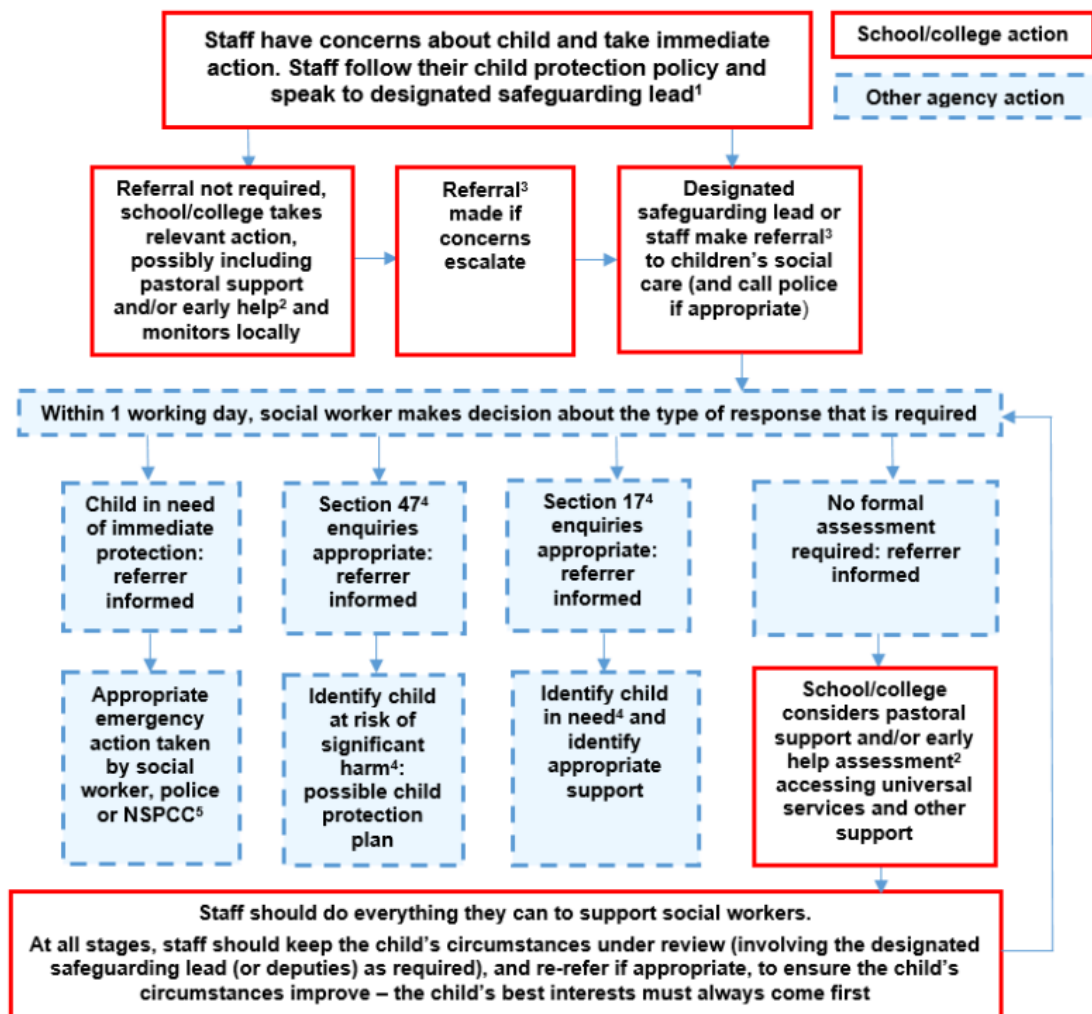 Staff have concerns about child and take immediate
action. Staff follow their child protection policy and
speak to designated safeguarding lead¹
School/college action
Other agency action
Referral not required,
school/college takes
relevant action,
possibly including
pastoral support
and/or early help² and
monitors locally
Referral³
made if
concerns
escalate
Designated
safeguarding lead or
staff make referral³
to children’s social
care (and call police
if appropriate)
Within 1 working day, social worker makes decision about the type of response that is required
Child in need
of immediate
protection:
referrer
informed
Section 47⁴
enquiries
appropriate:
referrer
informed
Section 17⁴
enquiries
appropriate:
referrer
informed
No formal
assessment
required: referrer
informed
Appropriate
emergency
action taken
by social
worker, police
or NSPCC⁵
Identify child
at risk of
significant
harm⁴:
possible child
protection
plan
Identify child
in need⁴ and
identify
appropriate
support
School/college
considers pastoral
support and/or early
help assessment²
accessing universal
services and other
support
Staff should do everything they can to support social workers.
At all stages, staff should keep the child’s circumstances under review (involving the designated
safeguarding lead (or deputies) as required), and re-refer if appropriate, to ensure the child’s
circumstances improve – the child’s best interests must always come first